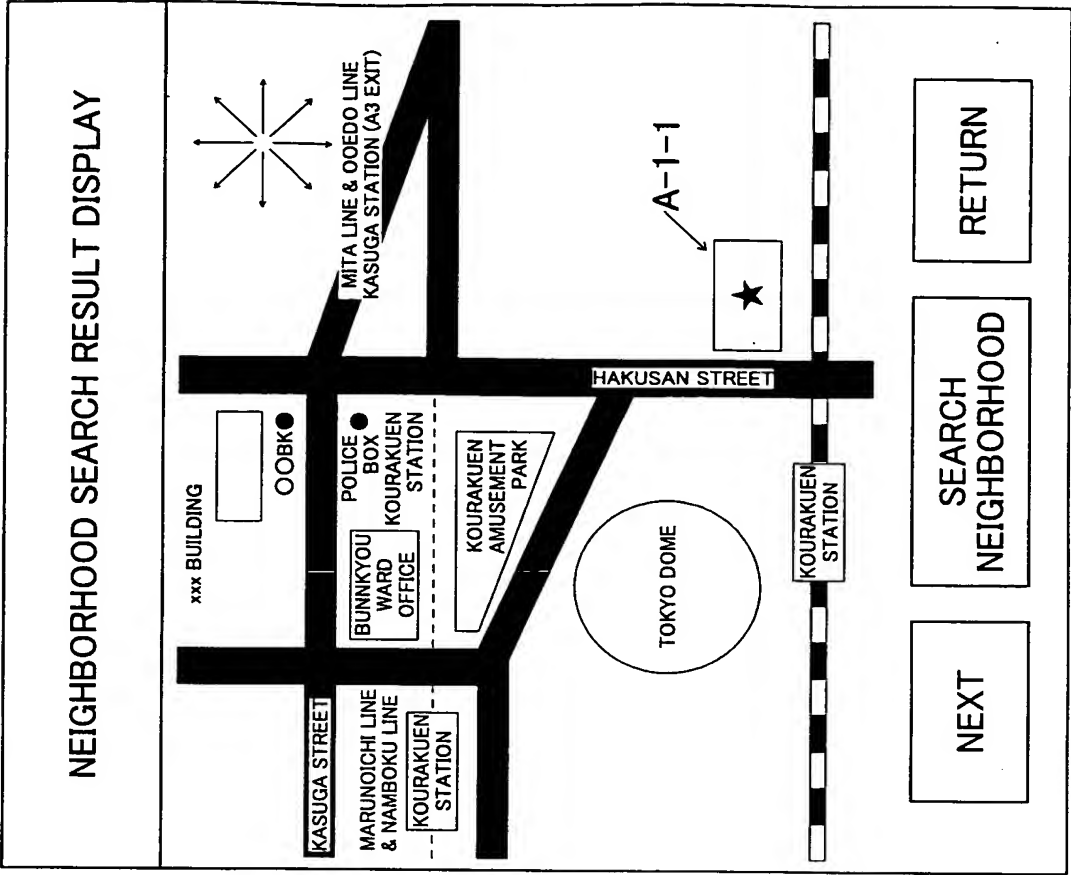 NEIGHBORHOOD SEARCH RESULT DISPLAY
xxx BUILDING
OOBK
MITA LINE & OOEDO LINE
KASUGA STATION (A3 EXIT)
KASUGA STREET
POLICE
BOX
KOURAKUEN
STATION
BUNNKYOU
WARD
OFFICE
MARUNOICHI LINE
& NAMBOKU LINE
KOURAKUEN
STATION
KOURAKUEN
AMUSEMENT
PARK
HAKUSAN STREET
A-1-1
TOKYO DOME
KOURAKUEN
STATION
NEXT
SEARCH
NEIGHBORHOOD
RETURN